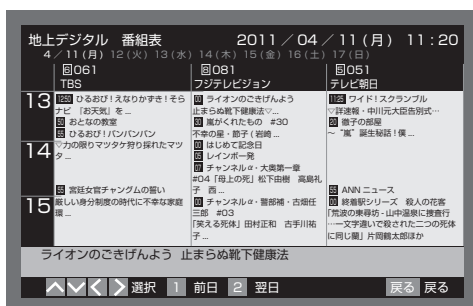 地上デジタル 番組表 2011/04/11(月) 11:20
4/11(月) 12(火) 13(水) 14(木) 15(金) 16(土) 17(日)
061
TBS
081
フジテレビジョン
051
テレビ朝日
13
1250 ひるおび!えなりかずき!そら
ナビ 「お天気」を…
50 おとなの教室
55 ひるおび!パンパンパン
▽力の限りマツタケ狩り採れたマツ
タ…
55 宮廷女官チャングムの誓い
厳しい身分制度の時代に不幸な家庭
環…
14
15
00 ライオンのごきげんよう
止まらぬ靴下健康法▽…
30 嵐がくれたもの #30
不幸の星・節子(岩崎…
00 はじめて記念日
05 レインボー発
07 チャンネルα・大奥第一章
#04「母上の死」松下由樹 高島礼
子 西…
00 チャンネルα・警部補・古畑任
三郎 #03
「笑える死体」田村正和 古手川祐
子…
1125 ワイド!スクランブル
▽詳速報・中川元大臣告別式…
20 徹子の部屋
~“嵐”誕生秘話!僕…
55 ANN ニュース
00 終着駅シリーズ 殺人の花客
「荒波の東尋坊-山中温泉に捜査行
…一文字違いで殺された二つの死体
に同じ菊」片岡鶴太郎ほか
ライオンのごきげんよう 止まらぬ靴下健康法
選択 1 前日 2 翌日 戻る 戻る